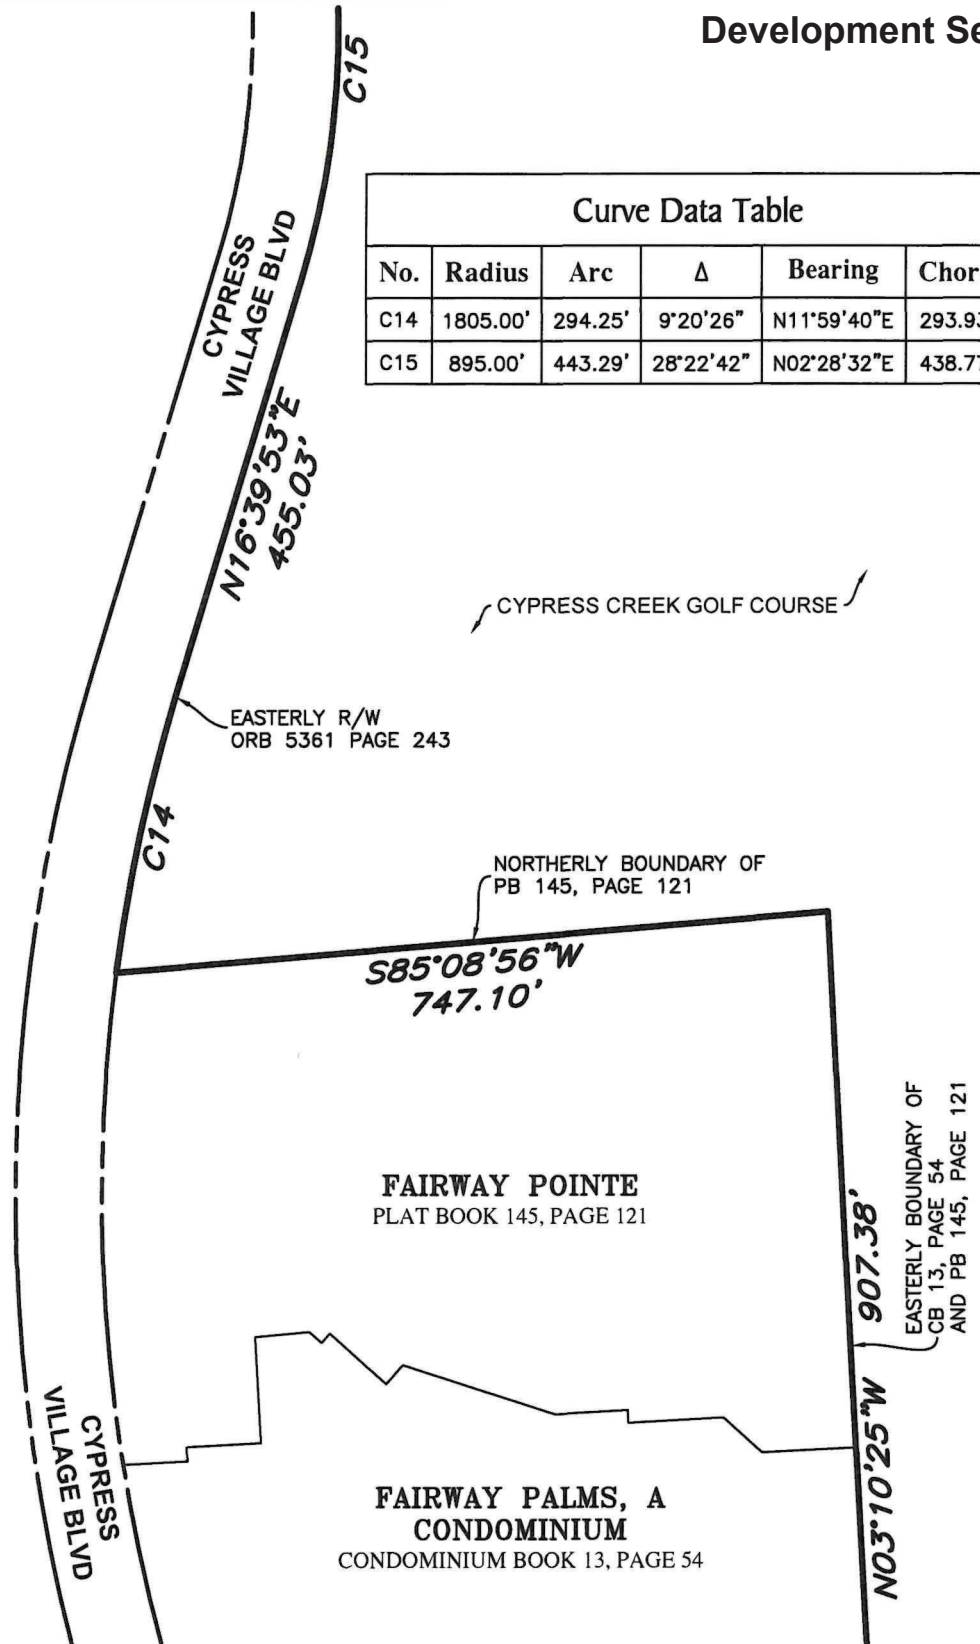 Development Se
C15
Curve Data Table
No. Radius Arc Δ Bearing Chor
C14 1805.00' 294.25' 9°20'26" N11°59'40"E 293.93
C15 895.00' 443.29' 28°22'42" N02°28'32"E 438.7
CYPRESS
VILLAGE BLVD
N16°39'53"E
455.03'
CYPRESS CREEK GOLF COURSE
EASTERLY R/W
ORB 5361 PAGE 243
C14
NORTHERLY BOUNDARY OF
PB 145, PAGE 121
S85°08'56"W
747.10'
FAIRWAY POINTE
PLAT BOOK 145, PAGE 121
EASTERLY BOUNDARY OF
CB 13, PAGE 54
AND PB 145, PAGE 121
N03°10'25"W 907.38'
CYPRESS
VILLAGE BLVD
FAIRWAY PALMS, A
CONDOMINIUM
CONDOMINIUM BOOK 13, PAGE 54